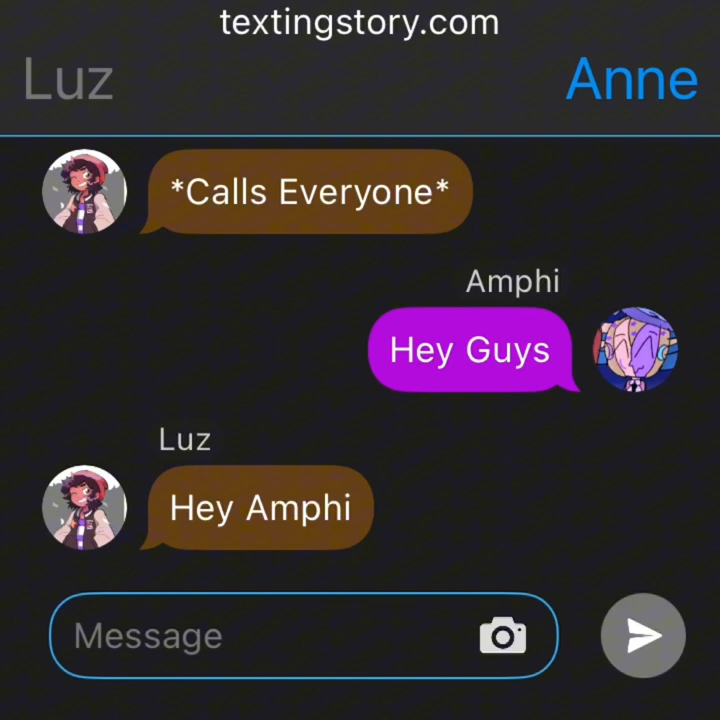 textingstory.com
Luz
Anne
*Calls Everyone*
Amphi
Hey Guys
Luz
Hey Amphi
Message